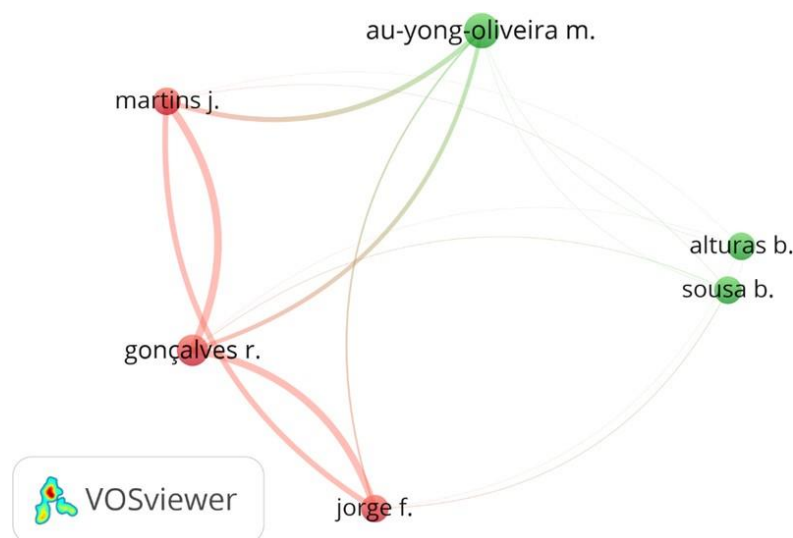 au-yong-oliveira m.
martins j.
alturas b.
sousa b.
gonçalves r.
jorge f.
VOSviewer